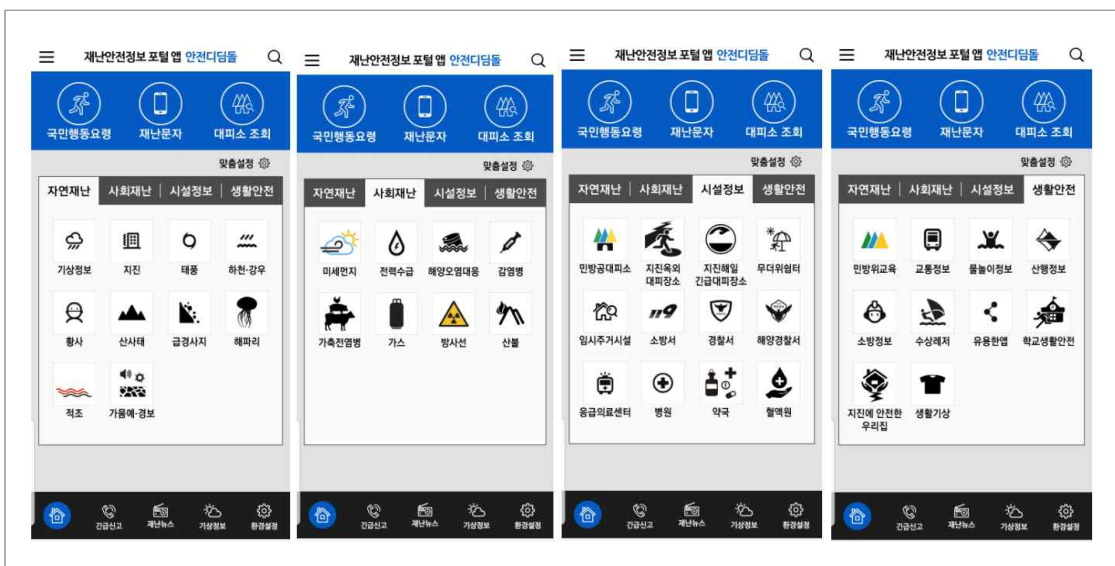 재난안전정보 포털 앱 안전디딤돌
국민행동요령 재난문자 대피소 조회
맞춤설정
자연재난 사회재난 시설정보 생활안전
기상정보 지진 태풍 하천·강우
황사 산사태 급경사지 해파리
적조 가뭄예·경보
긴급신고 재난뉴스 기상정보 환경설정
재난안전정보 포털 앱 안전디딤돌
국민행동요령 재난문자 대피소 조회
맞춤설정
자연재난 사회재난 시설정보 생활안전
미세먼지 전력수급 해양오염대응 감염병
가축전염병 가스 방사선 산불
긴급신고 재난뉴스 기상정보 환경설정
재난안전정보 포털 앱 안전디딤돌
국민행동요령 재난문자 대피소 조회
맞춤설정
자연재난 사회재난 시설정보 생활안전
민방공대피소 지진옥외 지진해일 무더위쉼터
대피장소 긴급대피장소
119
임시주거시설 소방서 경찰서 해양경찰서
응급의료센터 병원 약국 혈액원
긴급신고 재난뉴스 기상정보 환경설정
재난안전정보 포털 앱 안전디딤돌
국민행동요령 재난문자 대피소 조회
맞춤설정
자연재난 사회재난 시설정보 생활안전
민방위교육 교통정보 물놀이정보 산행정보
소방정보 수상레저 유용한앱 학교생활안전
지진에 안전한 생활기상
우리집
긴급신고 재난뉴스 기상정보 환경설정